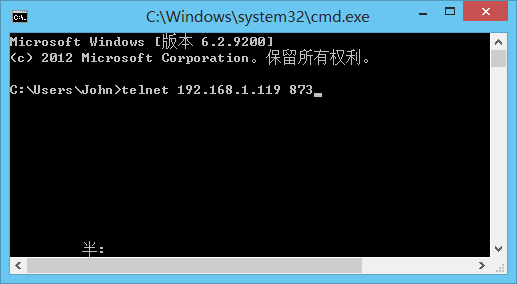 C:\Windows\system32\cmd.exe
Microsoft Windows [版本 6.2.9200]
(c) 2012 Microsoft Corporation。保留所有权利。
C:\Users\John>telnet 192.168.1.119 873_
半: